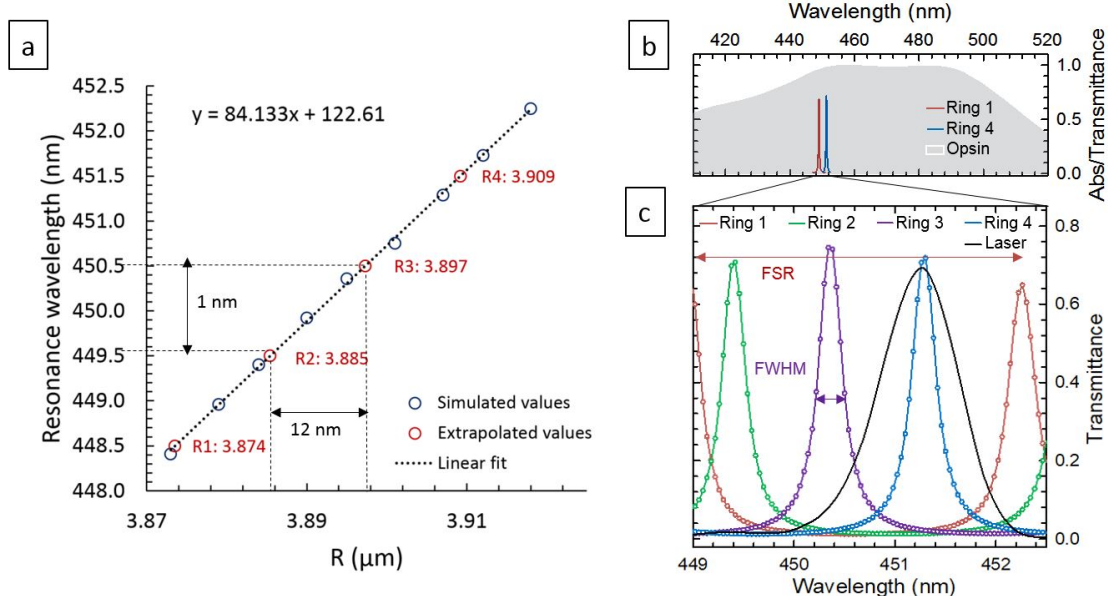 a
Resonance wavelength (nm)
452.5
452.0
451.5
451.0
450.5
450.0
449.5
449.0
448.5
448.0
y = 84.133x + 122.61
R4: 3.909
R3: 3.897
1 nm
R2: 3.885
12 nm
R1: 3.874
Simulated values
Extrapolated values
Linear fit
3.87 3.89 3.91
R (µm)
b
Wavelength (nm)
420 440 460 480 500 520
1.0
0.5
0.0
Abs/Transmittance
Ring 1
Ring 4
Opsin
c
Ring 1 Ring 2 Ring 3 Ring 4
Laser
FSR
FWHM
0.8
0.6
0.4
0.2
0.0
Transmittance
449 450 451 452
Wavelength (nm)